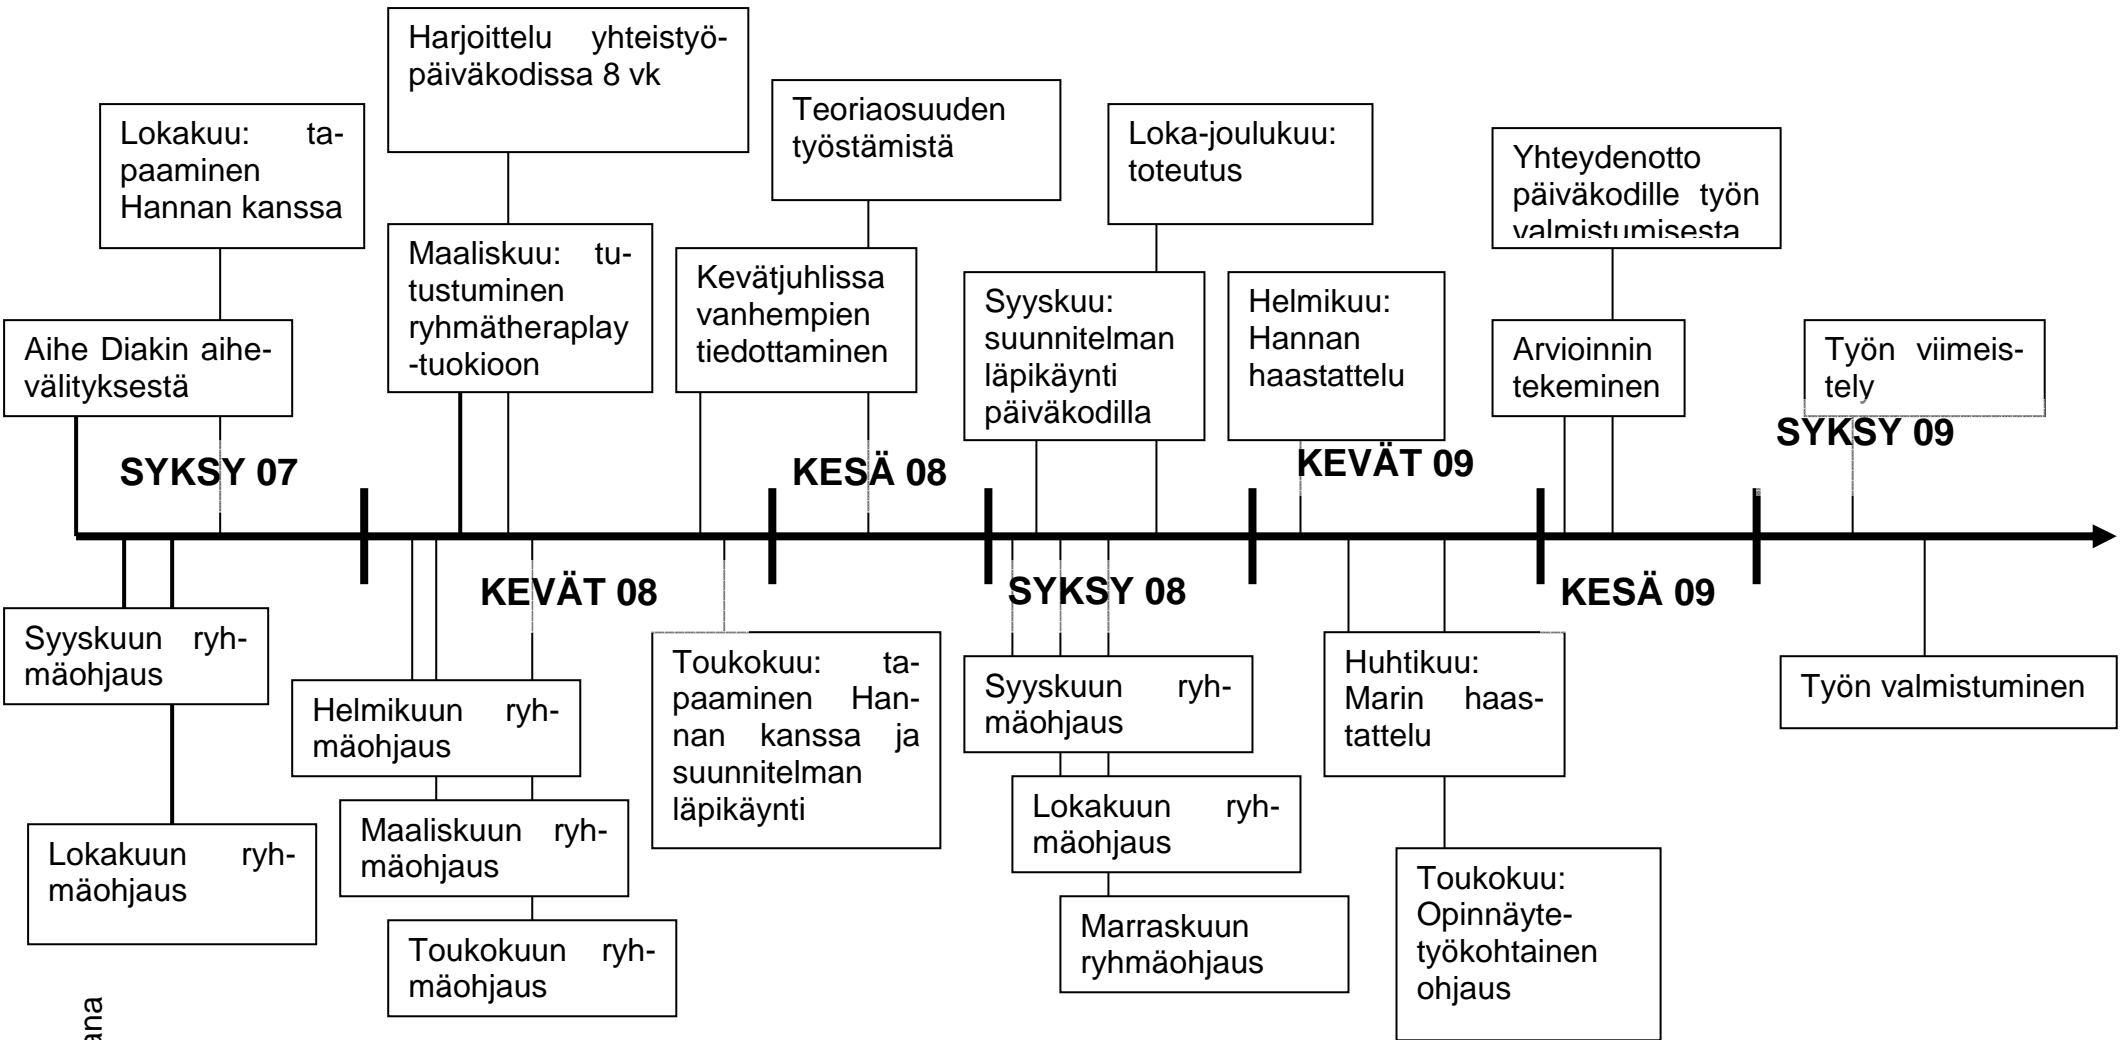 Harjoittelu yhteistyö-
päiväkodissa 8 vk
Teoriaosuuden
työstämistä
Lokakuu: ta-
paaminen
Hannan kanssa
Loka-joulukuu:
toteutus
Yhteydenotto
päiväkodille työn
valmistumisesta
Maaliskuu: tu-
tustuminen
ryhmätheraplay
-tuokioon
Kevätjuhlissa
vanhempien
tiedottaminen
Syyskuu:
suunnitelman
läpikäynti
päiväkodilla
Helmikuu:
Hannan
haastattelu
Aihe Diakin aihe-
välityksestä
Arvioinnin
tekeminen
Työn viimeis-
tely
SYKSY 07
KESÄ 08
KEVÄT 09
SYKSY 09
KEVÄT 08
SYKSY 08
KESÄ 09
Syyskuun ryh-
mäohjaus
Lokakuun ryh-
mäohjaus
Helmikuun ryh-
mäohjaus
Maaliskuun ryh-
mäohjaus
Toukokuun ryh-
mäohjaus
Toukokuu: ta-
paaminen Han-
nan kanssa ja
suunnitelman
läpikäynti
Syyskuun ryh-
mäohjaus
Lokakuun ryh-
mäohjaus
Marraskuun
ryhmäohjaus
Huhtikuu:
Marin haas-
tattelu
Toukokuu:
Opinnäyte-
työkohtainen
ohjaus
Työn valmistuminen
ana